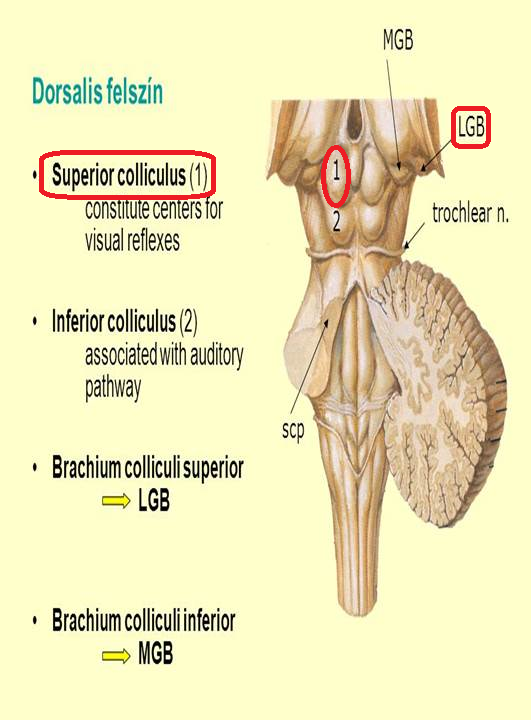 Dorsalis felszín
• Superior colliculus (1)
constitute centers for
visual reflexes
• Inferior colliculus (2)
associated with auditory
pathway
• Brachium colliculi superior
LGB
• Brachium colliculi inferior
MGB
MGB
LGB
1
2
trochlear n.
scp